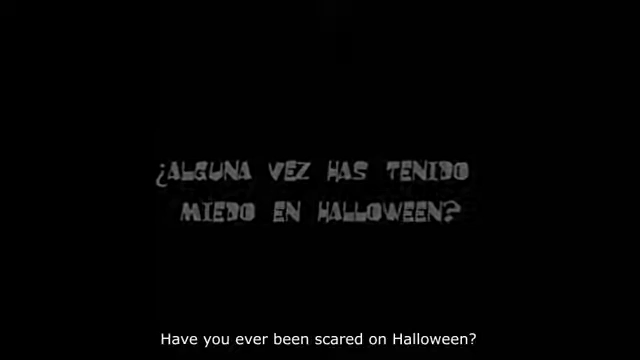 ¿ALGUNA VEZ HAS TENIDO
MIEDO EN HALLOWEEN?
Have you ever been scared on Halloween?